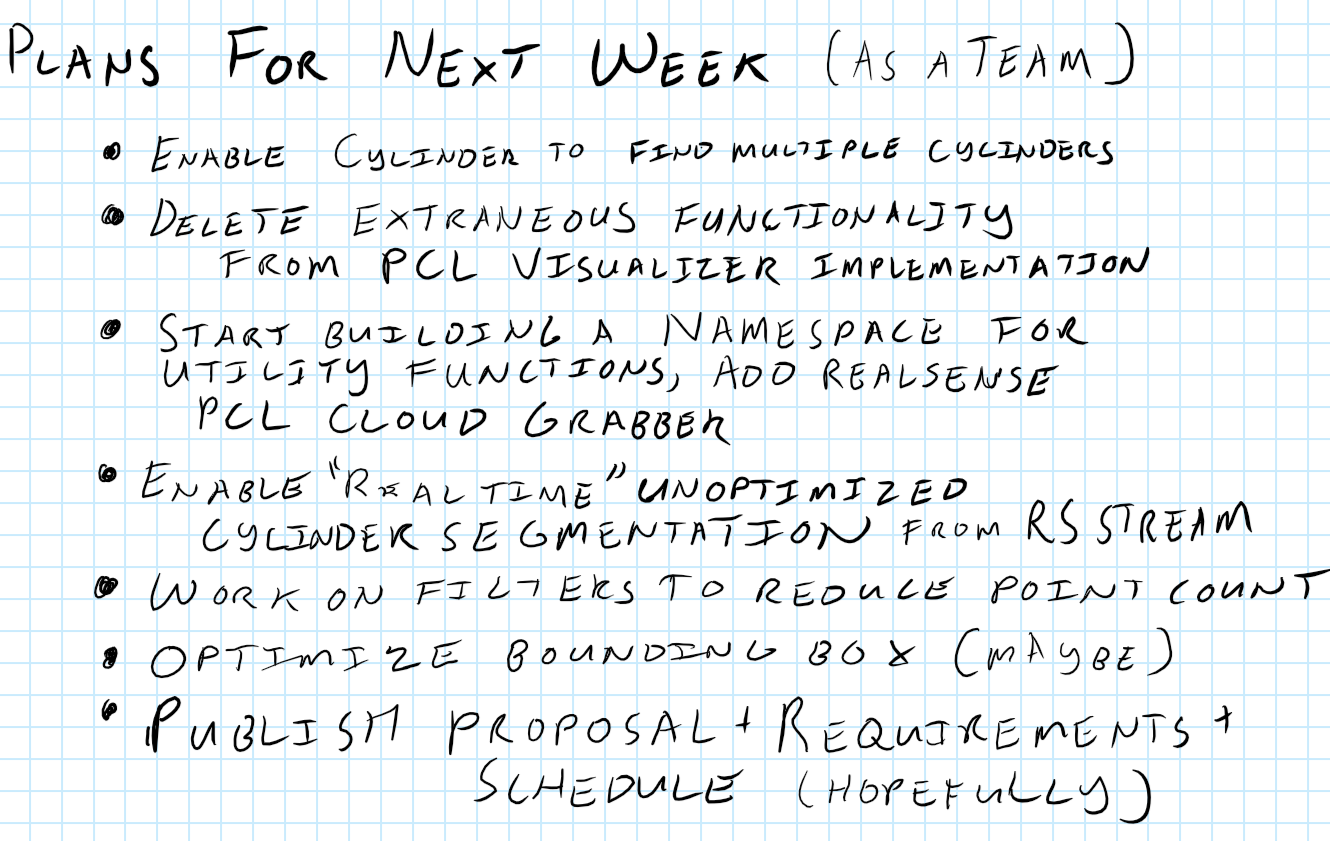 PLANS FOR NEXT WEEK (AS A TEAM)
• ENABLE CYLINDER TO FIND MULTIPLE CYLINDERS
• DELETE EXTRANEOUS FUNCTIONALITY
FROM PCL VISUALIZER IMPLEMENTATION
• START BUILDING A NAMESPACE FOR
UTILITY FUNCTIONS, ADD REALSENSE
PCL CLOUD GRABBER
• ENABLE "REAL TIME" UNOPTIMIZED
CYLINDER SEGMENTATION FROM RS STREAM
• WORK ON FILTERS TO REDUCE POINT COUNT
• OPTIMIZE BOUNDING BOX (MAYBE)
• PUBLISH PROPOSAL + REQUIREMENTS +
SCHEDULE (HOPEFULLY)